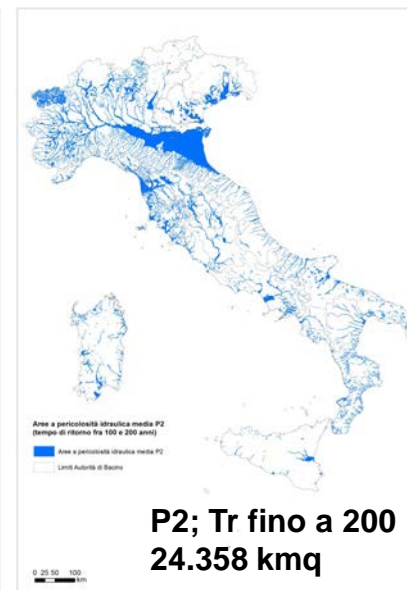 Aree a pericolosità idraulica media P2
(tempo di ritorno fra 100 e 200 anni)
Aree a pericolosità idraulica media P2
Limiti Autorità di Bacino
P2; Tr fino a 200
24.358 kmq
0 25 50 100
km